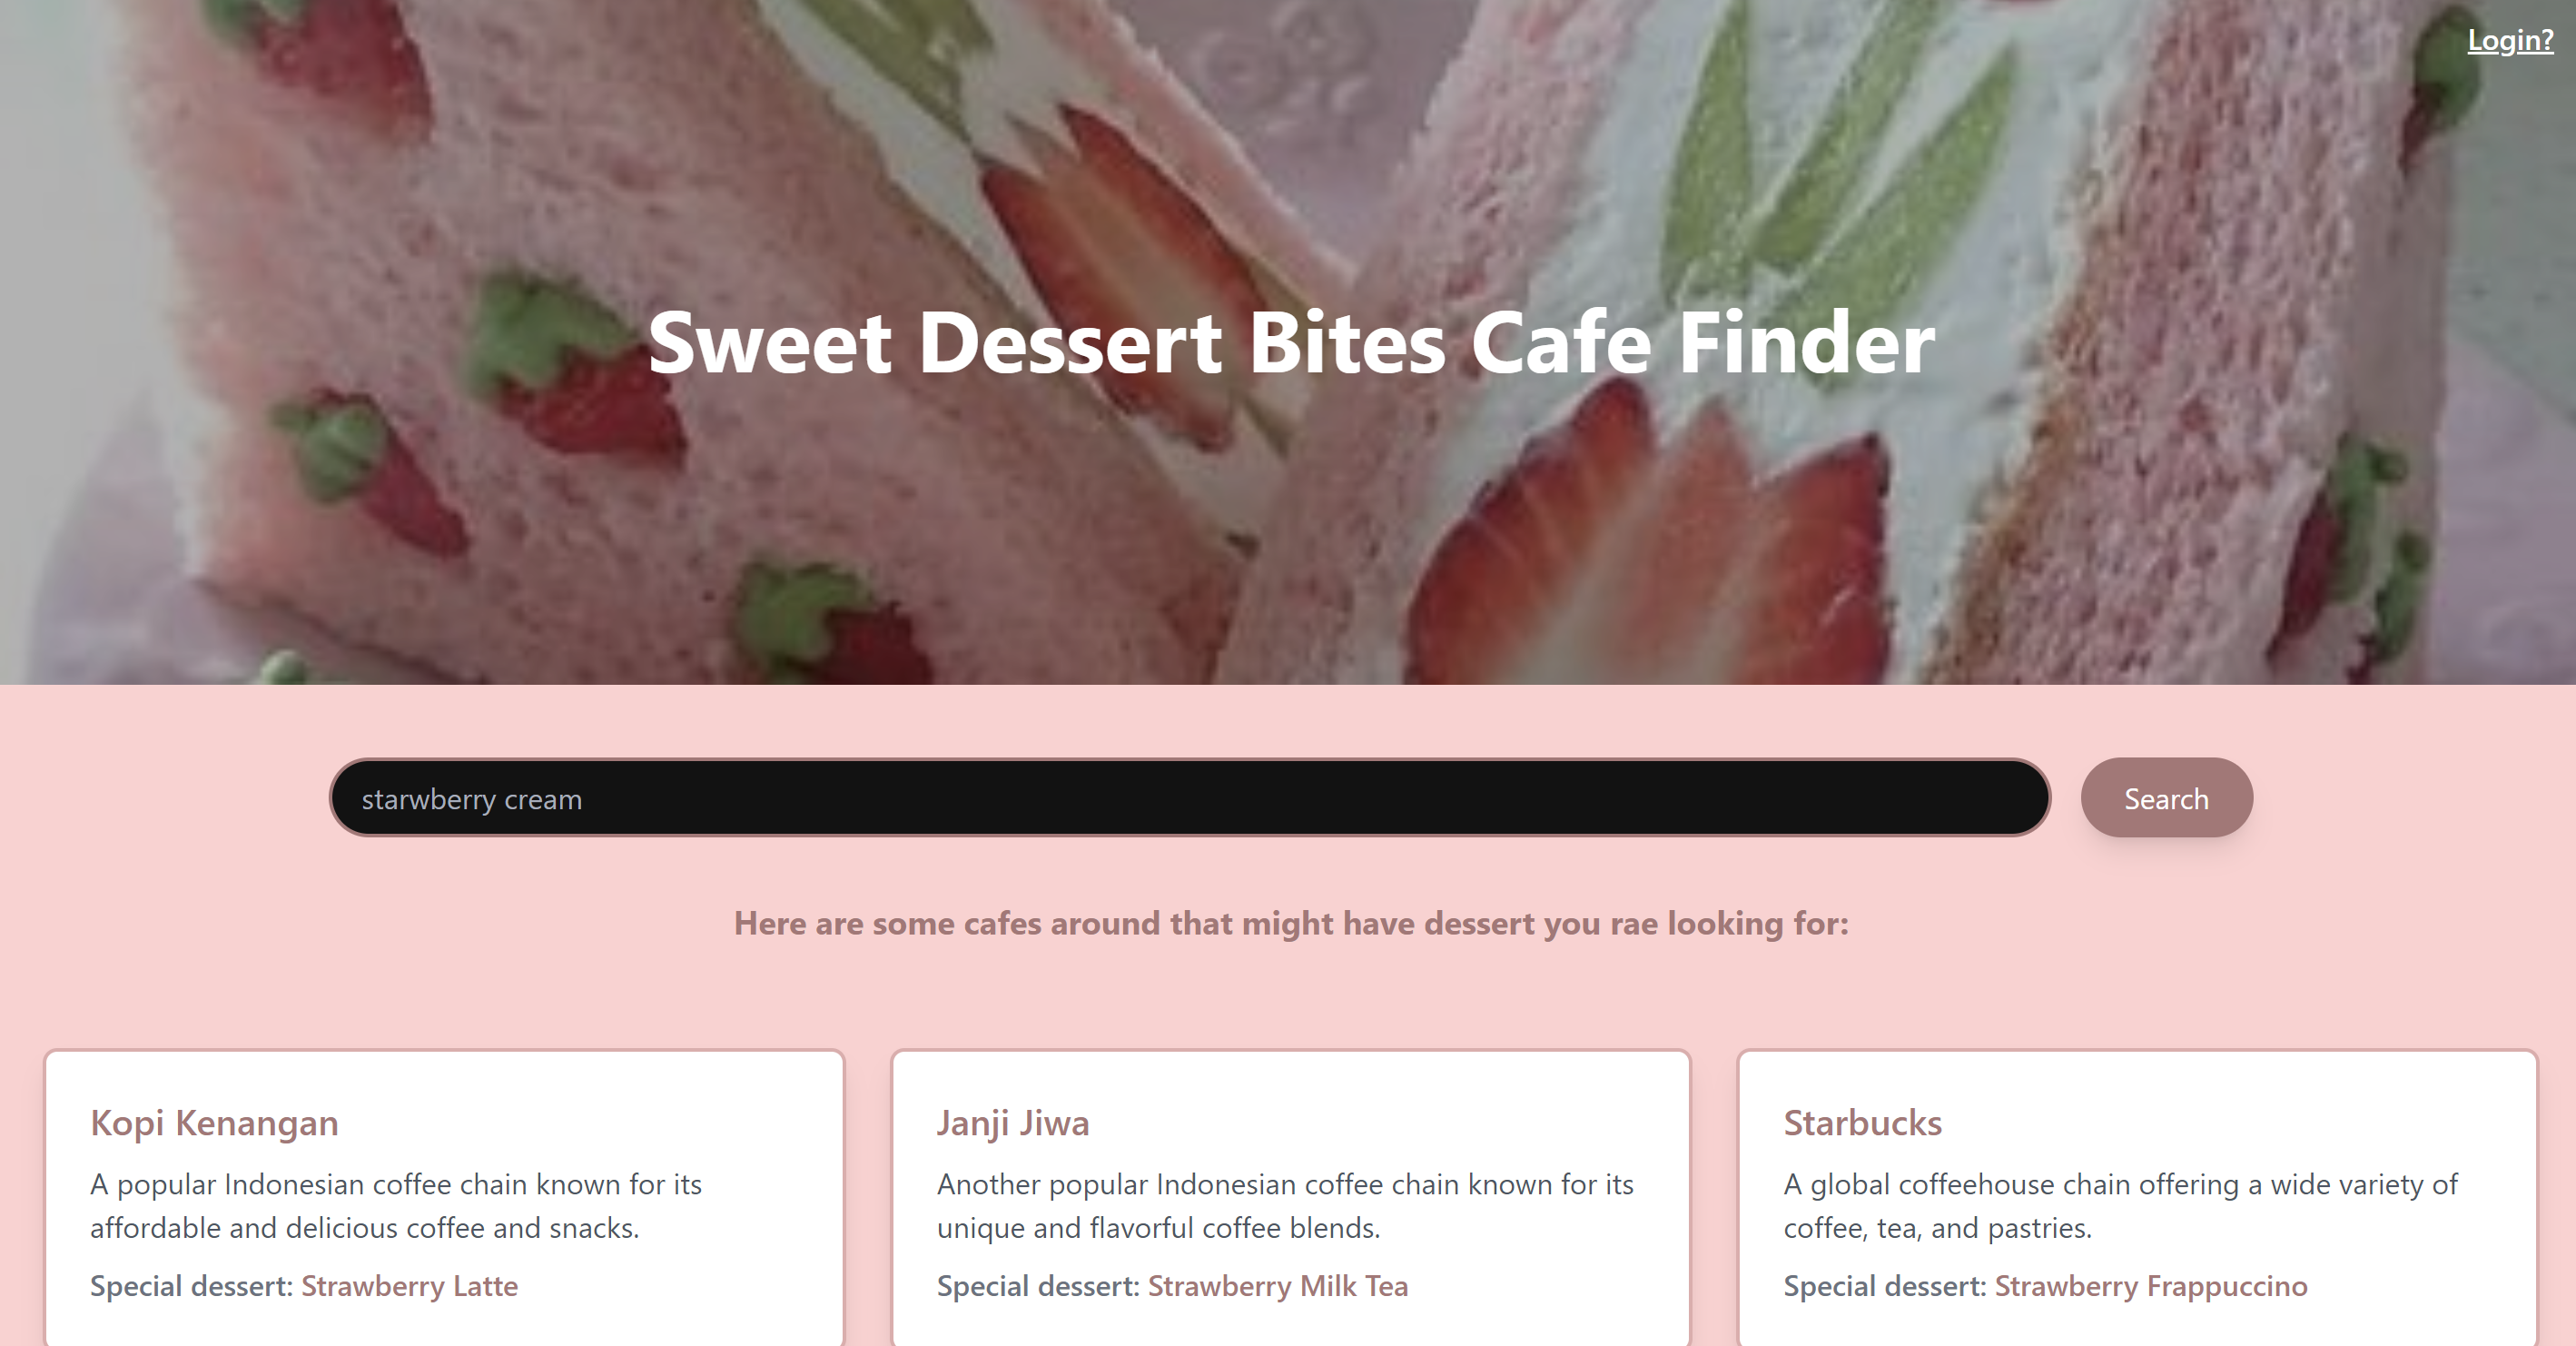 Login?
Sweet Dessert Bites Cafe Finder
starwberry cream
Search
Here are some cafes around that might have dessert you rae looking for:
Kopi Kenangan
A popular Indonesian coffee chain known for its
affordable and delicious coffee and snacks.
Special dessert: Strawberry Latte
Janji Jiwa
Another popular Indonesian coffee chain known for its
unique and flavorful coffee blends.
Special dessert: Strawberry Milk Tea
Starbucks
A global coffeehouse chain offering a wide variety of
coffee, tea, and pastries.
Special dessert: Strawberry Frappuccino